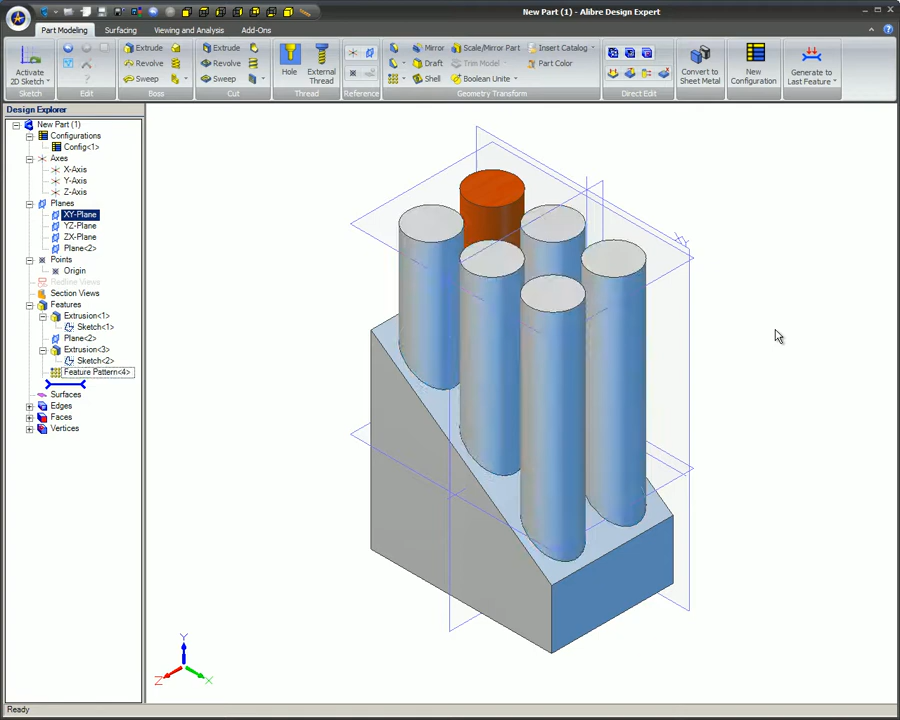 New Part (1) - Alibre Design Expert
Part Modeling Surfacing Viewing and Analysis Add-Ons
Activate
2D Sketch
Sketch
Edit
Extrude
Revolve
Sweep
Boss
Extrude
Revolve
Sweep
Cut
Hole
External
Thread
Thread
Reference
Mirror
Draft
Shell
Scale/Mirror Part
Trim Model
Boolean Unite
Insert Catalog
Part Color
Geometry Transform
Direct Edit
Convert to
Sheet Metal
New
Configuration
Generate to
Last Feature
Design Explorer
New Part (1)
Configurations
Config<1>
Axes
X-Axis
Y-Axis
Z-Axis
Planes
XY-Plane
YZ-Plane
ZX-Plane
Plane<2>
Points
Origin
Redline Views
Section Views
Features
Extrusion<1>
Sketch<1>
Plane<2>
Extrusion<3>
Sketch<2>
Feature Pattern<4>
Surfaces
Edges
Faces
Vertices
XY
Y
Z
X
Ready